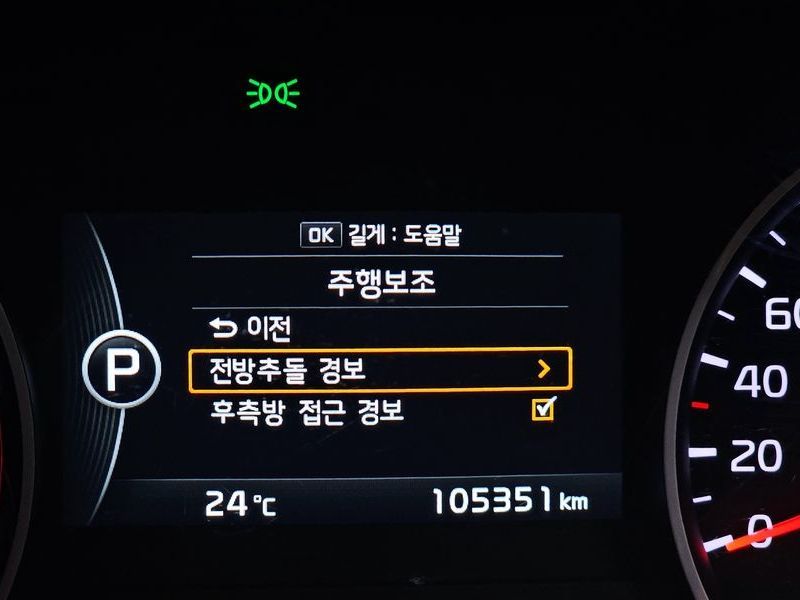 OK 길게 : 도움말
주행보조
이전
P
전방추돌 경보
후측방 접근 경보
24 °C
105351 km
60
40
20
0